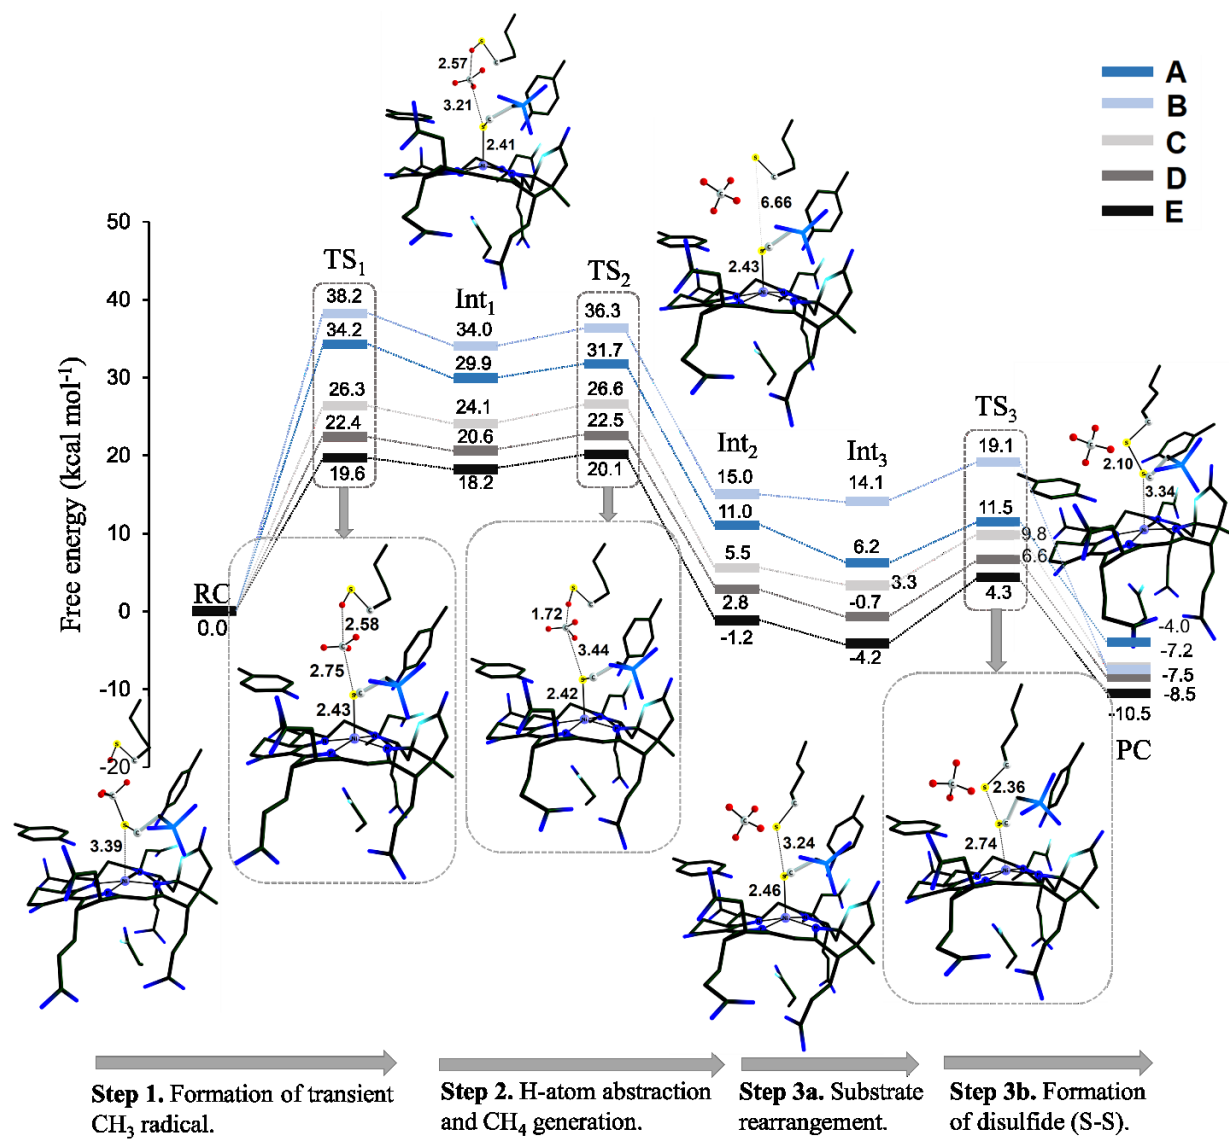 A
B
C
D
E
2.57
3.21
2.41
6.66
2.43
Free energy (kcal mol⁻¹)
50
40
30
20
10
0
-10
-20
RC
0.0
TS₁
38.2
34.2
26.3
22.4
19.6
Int₁
34.0
29.9
24.1
20.6
18.2
TS₂
36.3
31.7
26.6
22.5
20.1
Int₂
15.0
11.0
5.5
2.8
-1.2
Int₃
14.1
6.2
3.3
-0.7
-4.2
TS₃
19.1
11.5
9.8
6.6
4.3
2.10
3.34
-4.0
-7.2
-7.5
-8.5
-10.5
PC
3.39
2.58
2.75
2.43
1.72
3.44
2.42
3.24
2.46
2.36
2.74
Step 1. Formation of transient
CH₃ radical.
Step 2. H-atom abstraction
and CH₄ generation.
Step 3a. Substrate
rearrangement.
Step 3b. Formation
of disulfide (S-S).